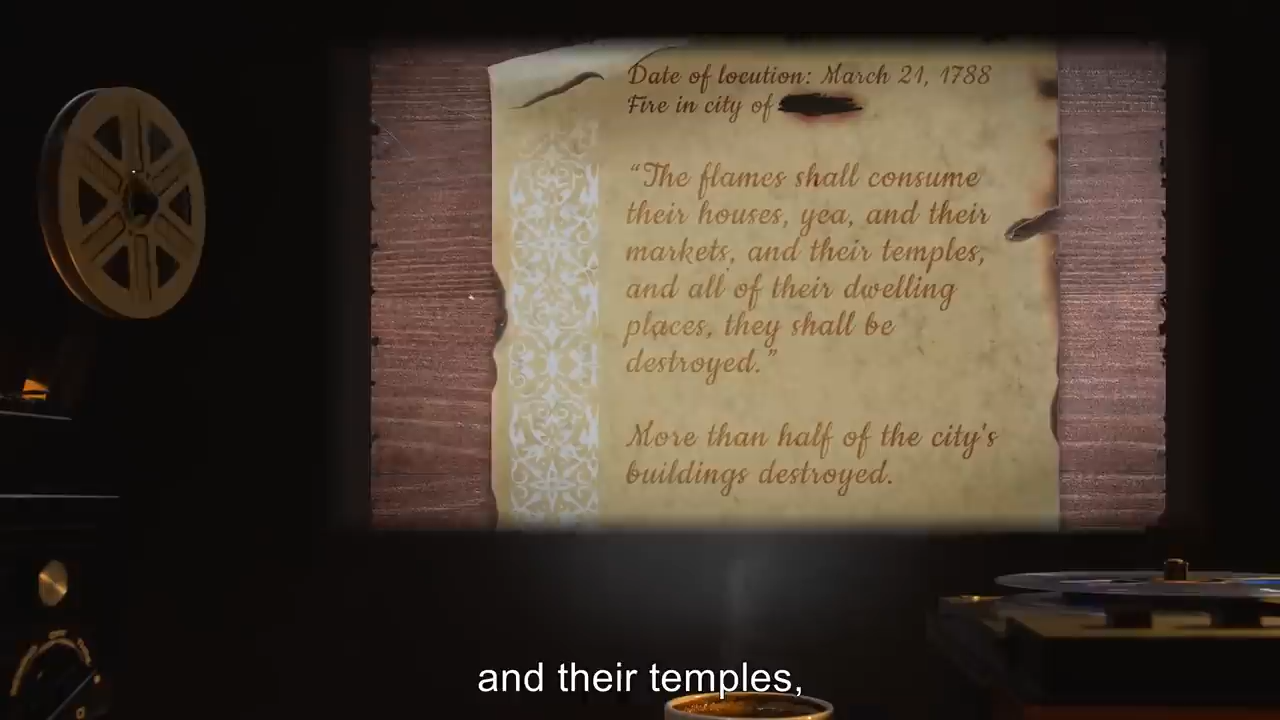 Date of locution: March 21, 1788
Fire in city of
“The flames shall consume
their houses, yea, and their
markets, and their temples,
and all of their dwelling
places, they shall be
destroyed.”
More than half of the city's
buildings destroyed.
and their temples,